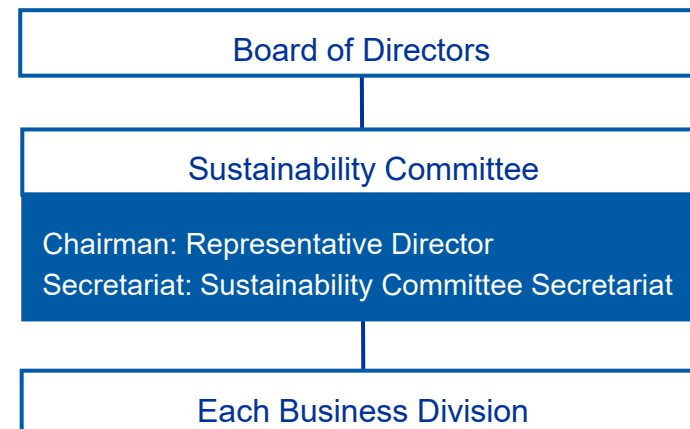 Board of Directors
Sustainability Committee
Chairman: Representative Director
Secretariat: Sustainability Committee Secretariat
Each Business Division